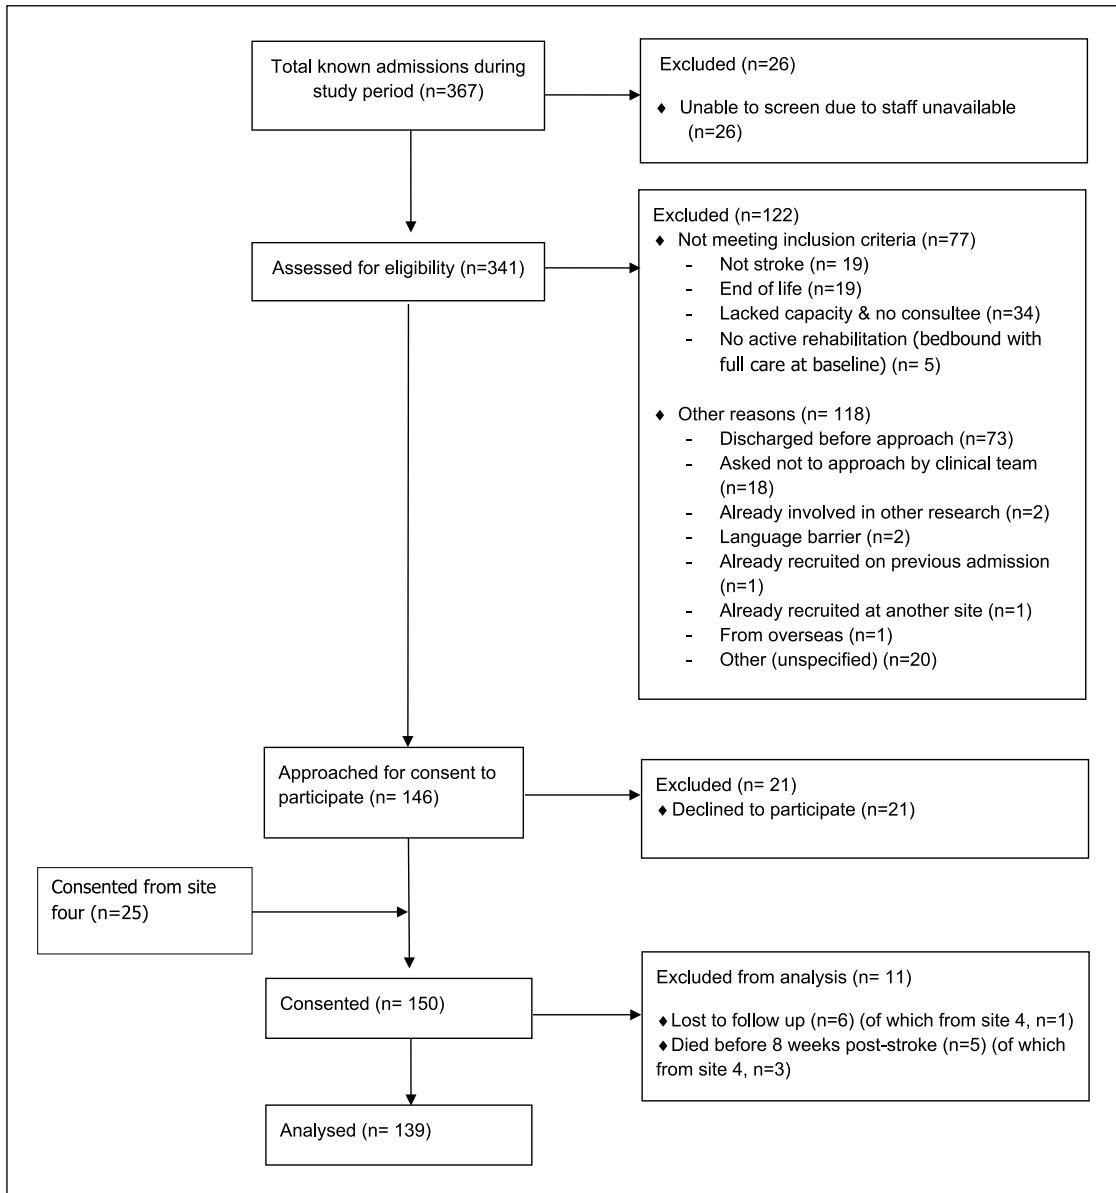 Total known admissions during
study period (n=367)
Excluded (n=26)
♦ Unable to screen due to staff unavailable
(n=26)
Assessed for eligibility (n=341)
Excluded (n=122)
♦ Not meeting inclusion criteria (n=77)
- Not stroke (n= 19)
- End of life (n=19)
- Lacked capacity & no consultee (n=34)
- No active rehabilitation (bedbound with
full care at baseline) (n= 5)
♦ Other reasons (n= 118)
- Discharged before approach (n=73)
- Asked not to approach by clinical team
(n=18)
- Already involved in other research (n=2)
- Language barrier (n=2)
- Already recruited on previous admission
(n=1)
- Already recruited at another site (n=1)
- From overseas (n=1)
- Other (unspecified) (n=20)
Approached for consent to
participate (n= 146)
Excluded (n= 21)
♦ Declined to participate (n=21)
Consented from site
four (n=25)
Consented (n= 150)
Excluded from analysis (n= 11)
♦ Lost to follow up (n=6) (of which from site 4, n=1)
♦ Died before 8 weeks post-stroke (n=5) (of which
from site 4, n=3)
Analysed (n= 139)